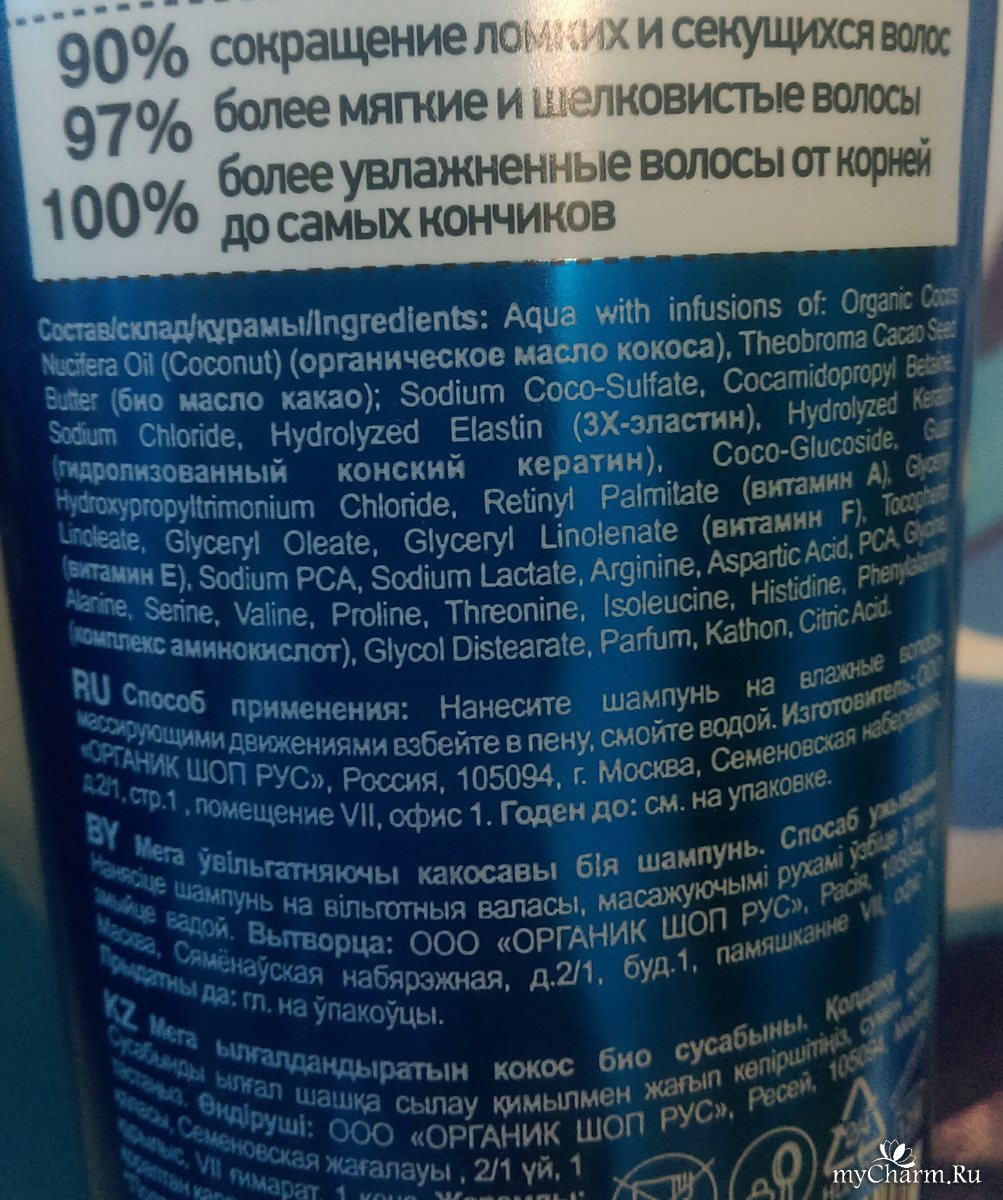 90% сокращение ломких и секущихся волос
97% более мягкие и шелковистые волосы
100% более увлажненные волосы от корней
до самых кончиков
Состав/склад/құрамы/Ingredients: Aqua with infusions of: Organic Cocos
Nucifera Oil (Coconut) (органическое масло кокоса), Theobroma Cacao Seed
Butter (био масло какао); Sodium Coco-Sulfate, Cocamidopropyl Betaine,
Sodium Chloride, Hydrolyzed Elastin (3Х-эластин), Hydrolyzed Keratin
(гидролизованный конский кератин), Coco-Glucoside, Guar
Hydroxypropyltrimonium Chloride, Retinyl Palmitate (витамин А), Glyceryl
Linoleate, Glyceryl Oleate, Glyceryl Linolenate (витамин F), Tocopherol
(витамин Е), Sodium PCA, Sodium Lactate, Arginine, Aspartic Acid, PCA, Glycine,
Alanine, Serine, Valine, Proline, Threonine, Isoleucine, Histidine, Phenylalanine
(комплекс аминокислот), Glycol Distearate, Parfum, Kathon, Citric Acid.
RU Способ применения: Нанесите шампунь на влажные волосы,
массирующими движениями взбейте в пену, смойте водой. Изготовитель: ООО
«ОРГАНИК ШОП РУС», Россия, 105094, г. Москва, Семеновская набережная,
д.2/1, стр.1 , помещение VII, офис 1. Годен до: см. на упаковке.
BY Мега ўвільгатняючы какосавы бія шампунь. Спосаб ужывання:
Нанясіце шампунь на вільготныя валасы, масажуючымі рухамі ўзбіце ў пену,
змыйце вадой. Вытворца: ООО «ОРГАНИК ШОП РУС», Расія, 105094, г.
Масква, Сямёнаўская набярэжная, д.2/1, буд.1, памяшканне VII, офіс 1.
Прыдатны да: гл. на ўпакоўцы.
KZ Мега ылғалдандыратын кокос био сусабыны. Қолдану
Сусабынды ылғал шашқа сылау қимылмен жағып көпіршітіңіз,
тастаңыз. Өндіруші: ООО «ОРГАНИК ШОП РУС», Ресей, 105094,
қаласы, Семеновская жағалауы , 2/1 үй, 1
құрылыс, VII ғимарат, 1
myCharm.Ru